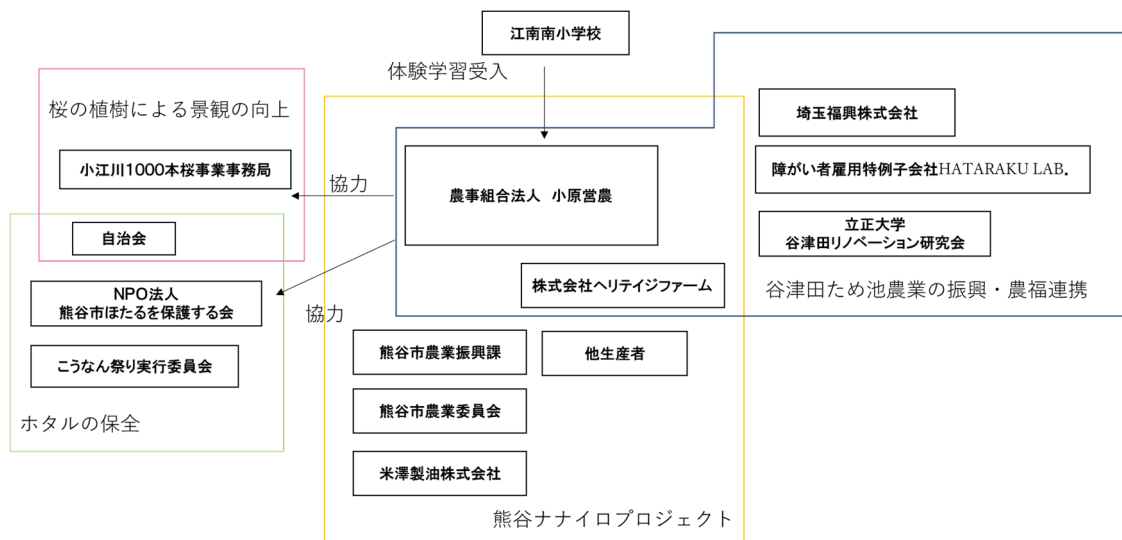 江南南小学校
体験学習受入
桜の植樹による景観の向上
小江川1000本桜事業事務局
自治会
NPO法人
熊谷市ほたるを保護する会
こうなん祭り実行委員会
ホタルの保全
協力
協力
農事組合法人 小原営農
株式会社ヘリテイジファーム
熊谷市農業振興課
他生産者
熊谷市農業委員会
米澤製油株式会社
熊谷ナナイロプロジェクト
埼玉福興株式会社
障がい者雇用特例子会社HATARAKU LAB.
立正大学
谷津田リノベーション研究会
谷津田ため池農業の振興・農福連携